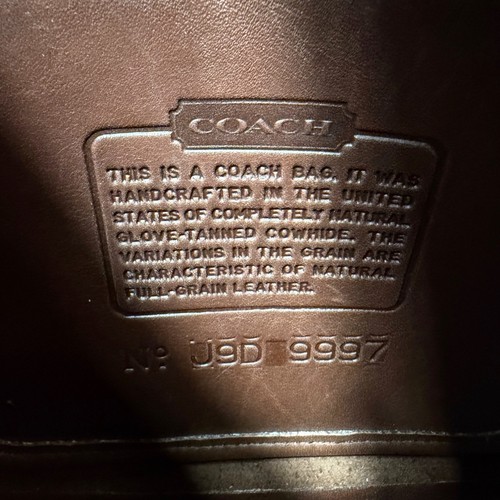 COACH
THIS IS A COACH BAG. IT WAS
HANDCRAFTED IN THE UNITED
STATES OF COMPLETELY NATURAL
GLOVE-TANNED COWHIDE. THE
VARIATIONS IN THE GRAIN ARE
CHARACTERISTIC OF NATURAL
FULL-GRAIN LEATHER.
Nº U9D 9997